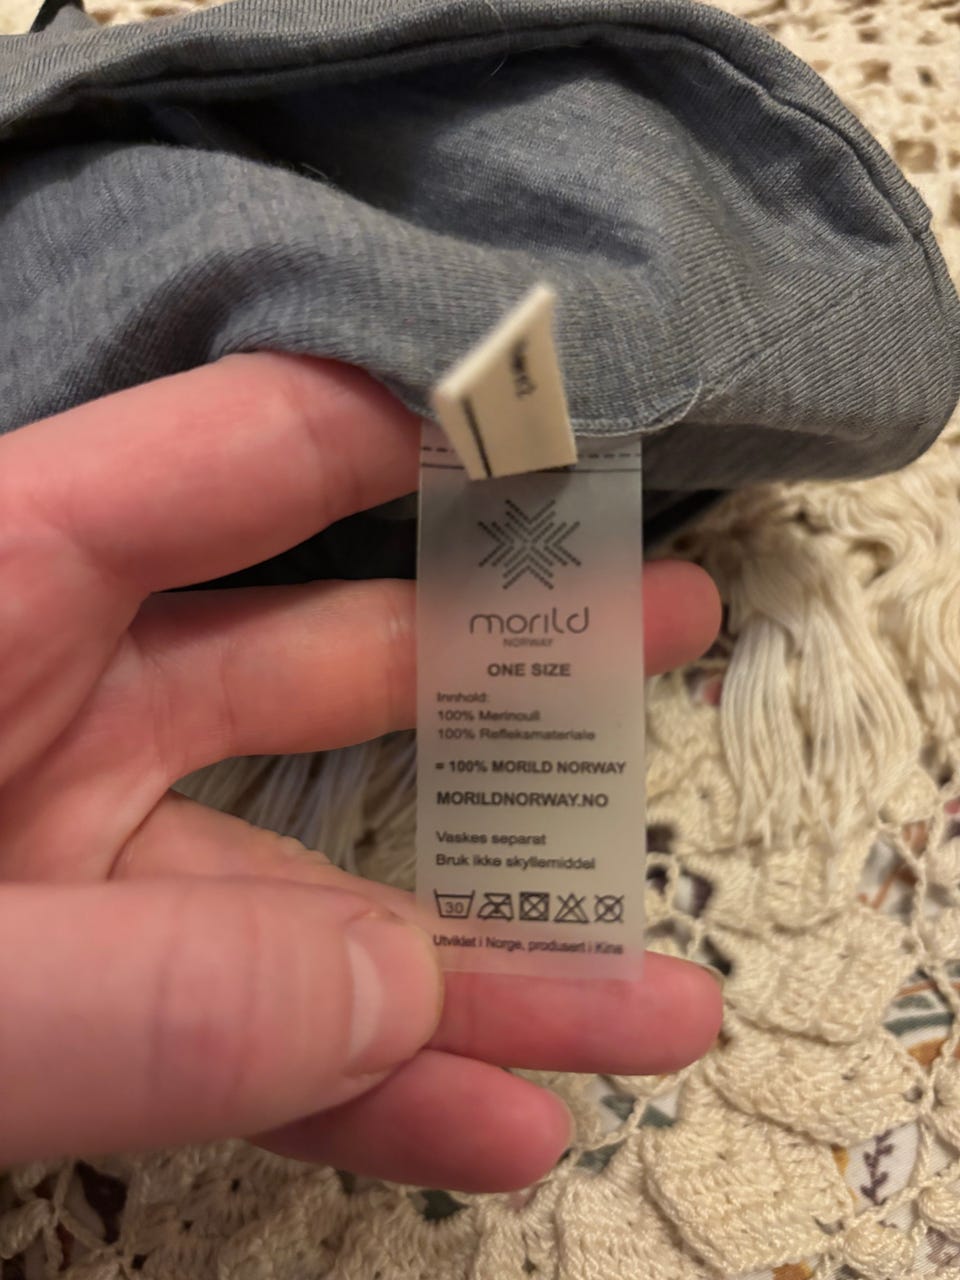 morild
NORWAY
ONE SIZE
Innhold:
100% Merinoull
100% Refleksmateriale
= 100% MORILD NORWAY
MORILDNORWAY.NO
Vaskes separat
Bruk ikke skyllemiddel
30
Utviklet i Norge, produsert i Kina